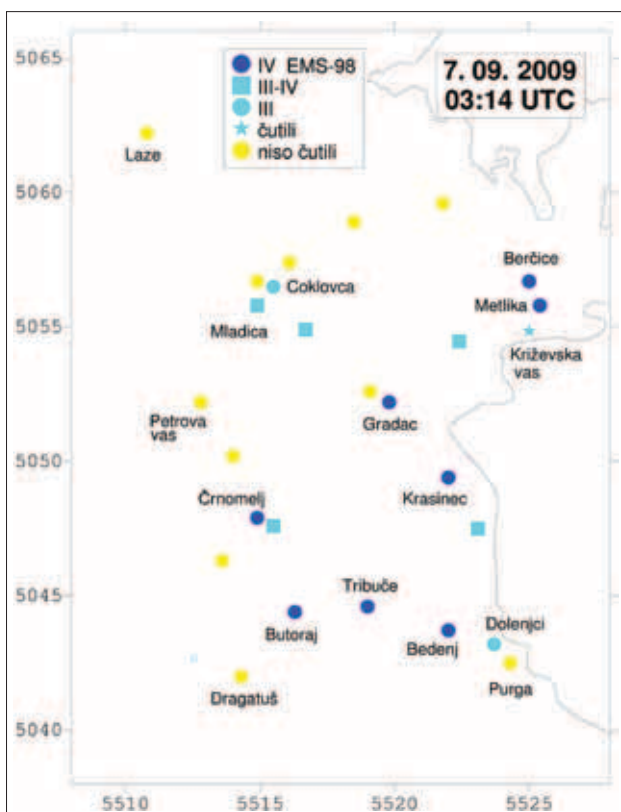 5065
5060
5055
5050
5045
5040
IV EMS-98
III-IV
III
čutili
niso čutili
7. 09. 2009
03:14 UTC
Laze
Berčice
Coklovca
Metlika
Mladica
Križevska
vas
Petrova
vas
Gradac
Črnomelj
Krasinec
Tribuče
Butoraj
Dolenjci
Bedenj
Dragatuš
Purga
5510
5515
5520
5525